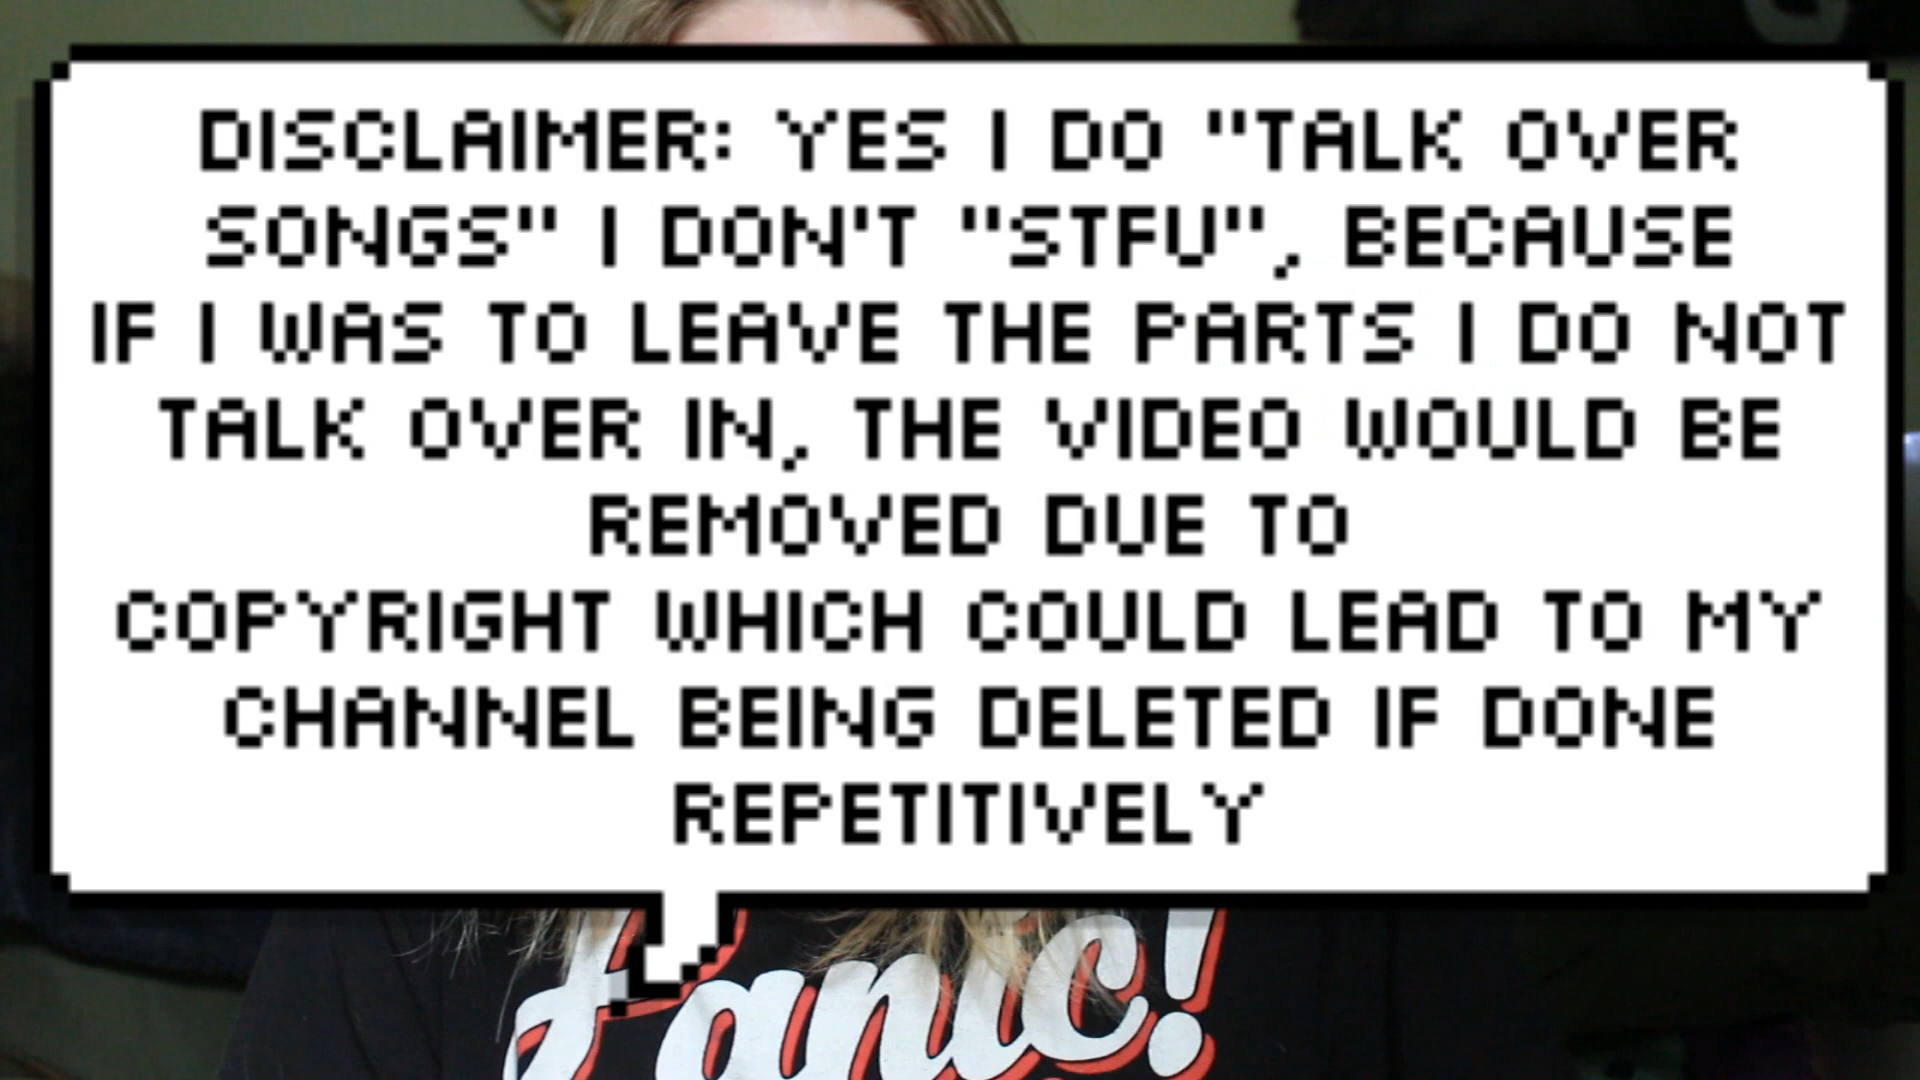 DISCLAIMER: YES I DO "TALK OVER
SONGS" I DON'T "STFU", BECAUSE
IF I WAS TO LEAVE THE PARTS I DO NOT
TALK OVER IN, THE VIDEO WOULD BE
REMOVED DUE TO
COPYRIGHT WHICH COULD LEAD TO MY
CHANNEL BEING DELETED IF DONE
REPETITIVELY
Panic!